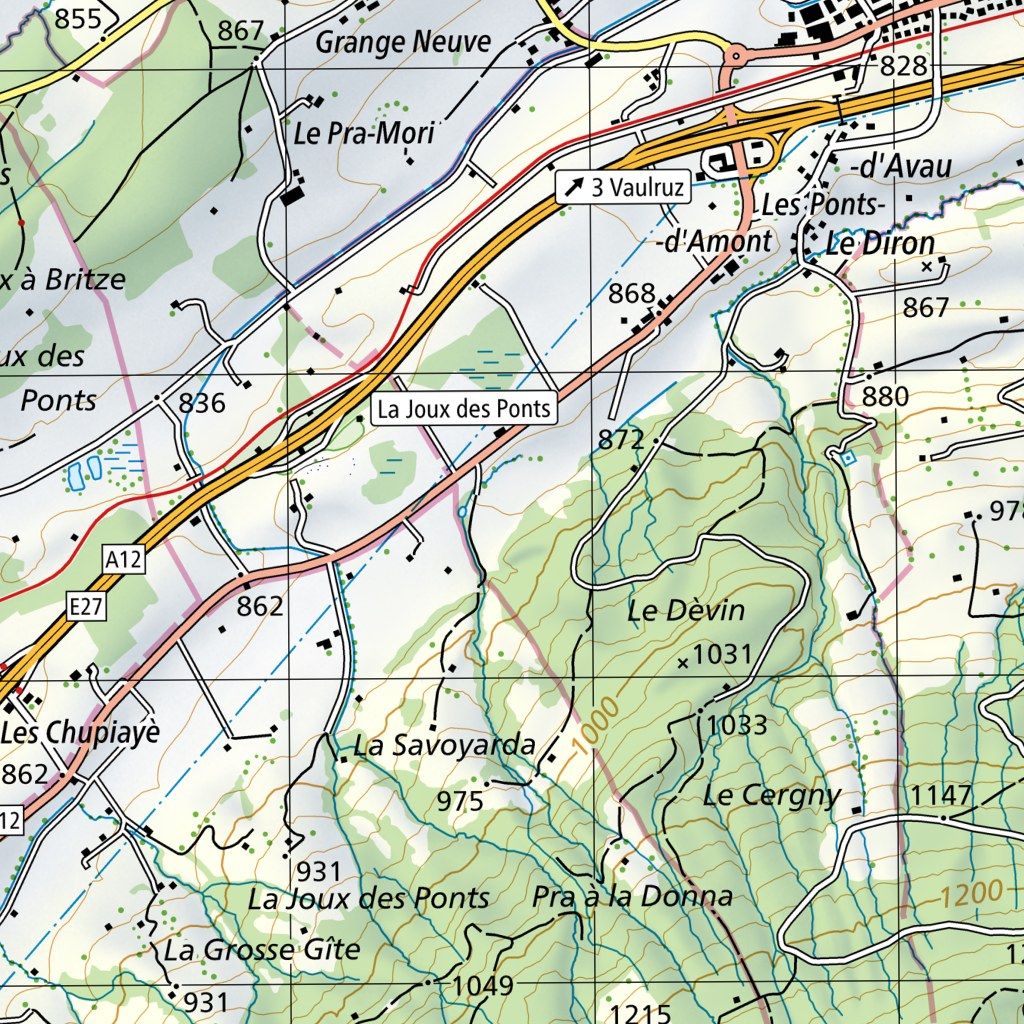 855
867
Grange Neuve
828
Le Pra-Mori
3 Vaulruz
-d'Avau
Les Ponts-
-d'Amont
Le Diron
x à Britze
868
867
ux des
Ponts
836
La Joux des Ponts
880
872
A12
E27
862
Le Dèvin
1031
1000
1033
Les Chupiayè
La Savoyarda
862
975
Le Cergny
1147
12
931
La Joux des Ponts
Pra à la Donna
1200
La Grosse Gîte
931
1049
1215